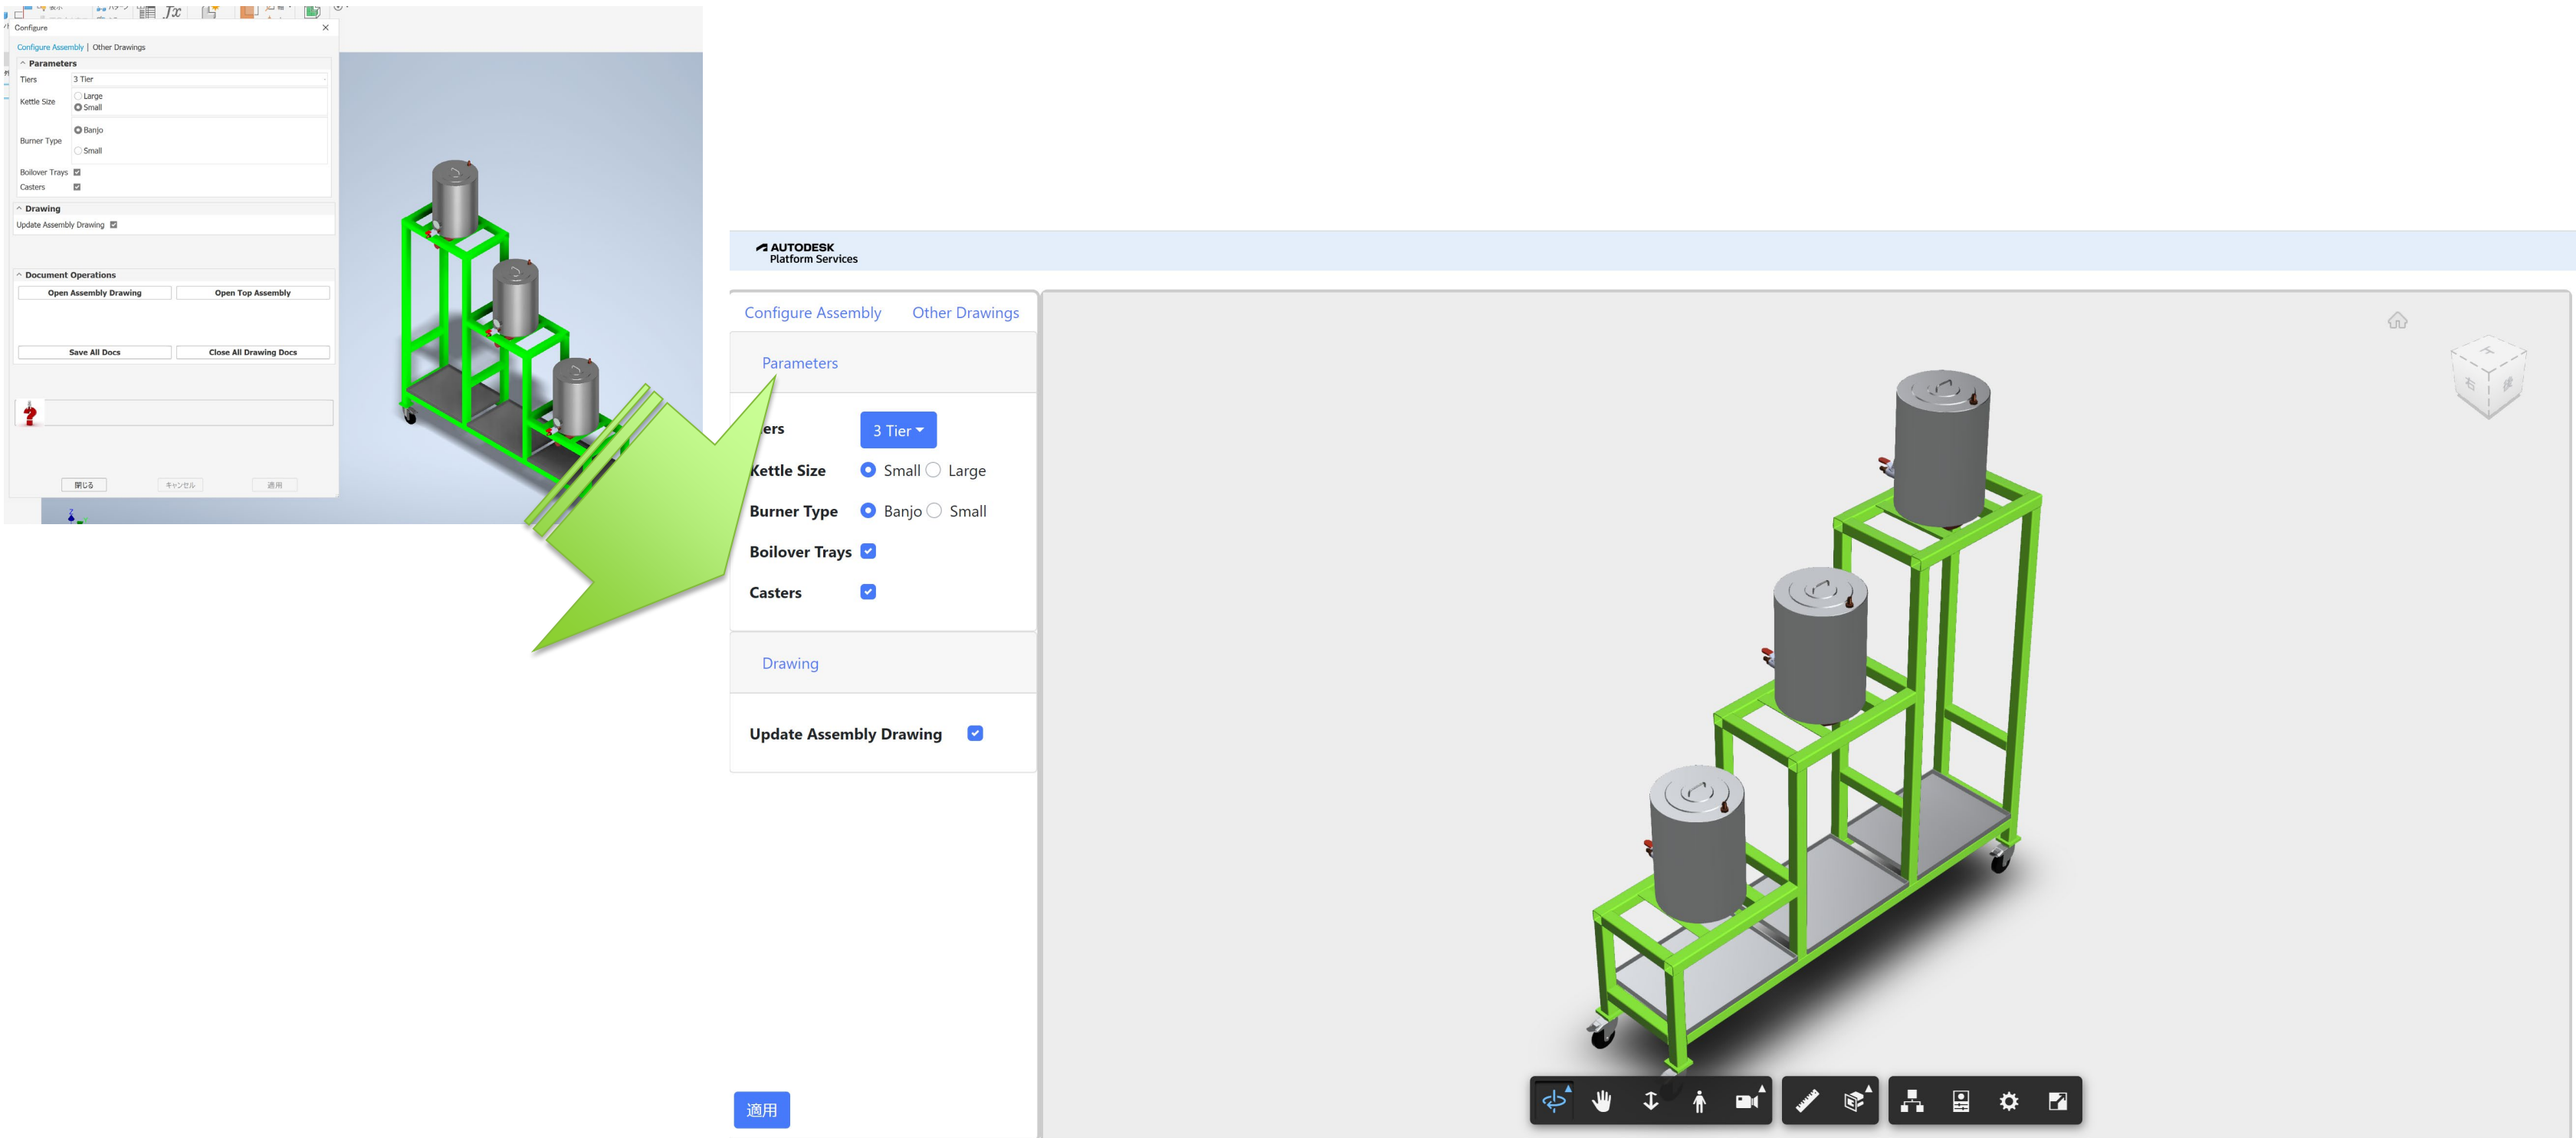 Configure
Configure Assembly | Other Drawings
Parameters
Tiers 3 Tier
Kettle Size
Large
Small
Burner Type
Banjo
Small
Boilover Trays
Casters
Drawing
Update Assembly Drawing
Document Operations
Open Assembly Drawing Open Top Assembly
Save All Docs Close All Drawing Docs
閉じる キャンセル 適用
Z
AUTODESK
Platform Services
Configure Assembly Other Drawings
Parameters
ers 3 Tier
Kettle Size Small Large
Burner Type Banjo Small
Boilover Trays
Casters
Drawing
Update Assembly Drawing
適用